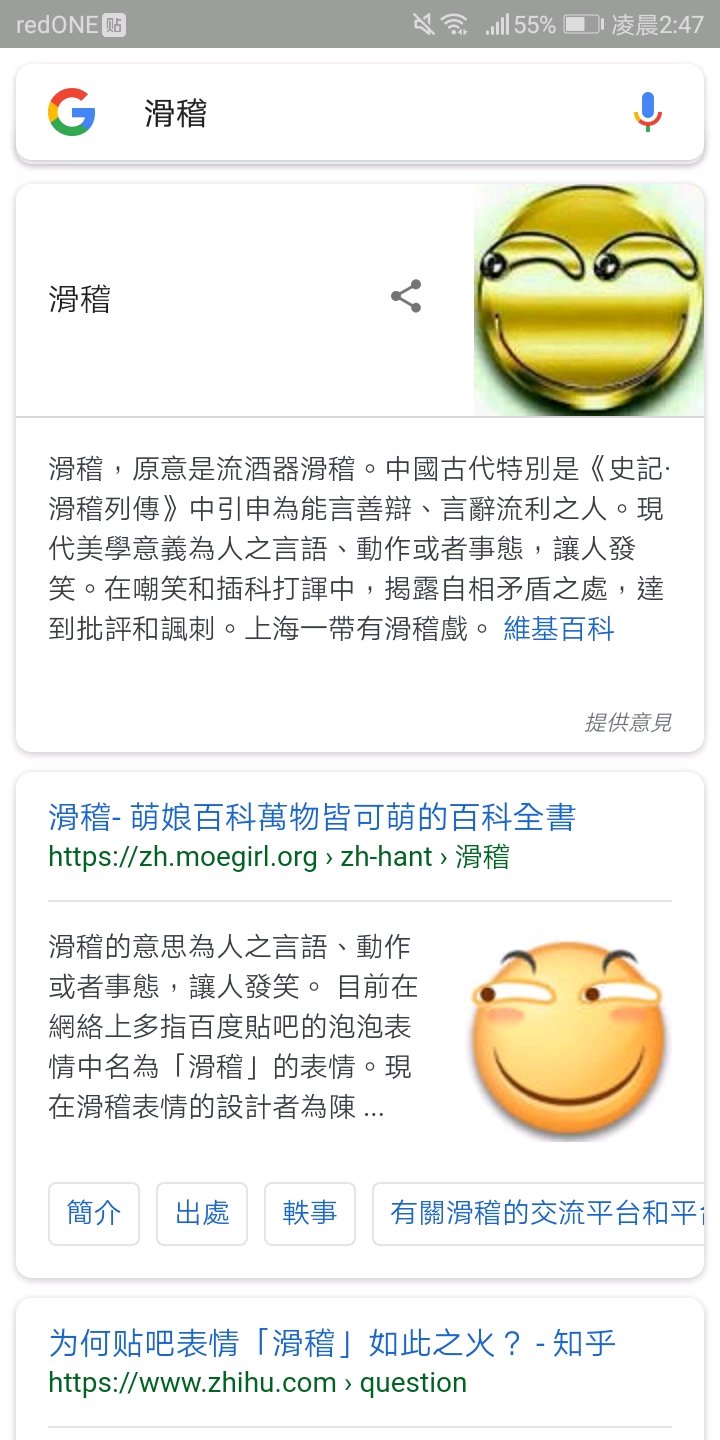 redONE 貼 55% 凌晨2:47
滑稽
滑稽
滑稽，原意是流酒器滑稽。中國古代特別是《史記·
滑稽列傳》中引申為能言善辯、言辭流利之人。現
代美學意義為人之言語、動作或者事態，讓人發
笑。在嘲笑和插科打諢中，揭露自相矛盾之處，達
到批評和諷刺。上海一帶有滑稽戲。 維基百科
提供意見
滑稽- 萌娘百科萬物皆可萌的百科全書
https://zh.moegirl.org › zh-hant › 滑稽
滑稽的意思為人之言語、動作
或者事態，讓人發笑。 目前在
網絡上多指百度貼吧的泡泡表
情中名為「滑稽」的表情。現
在滑稽表情的設計者為陳 ...
簡介 出處 軼事 有關滑稽的交流平台和平台
为何贴吧表情「滑稽」如此之火？ - 知乎
https://www.zhihu.com › question